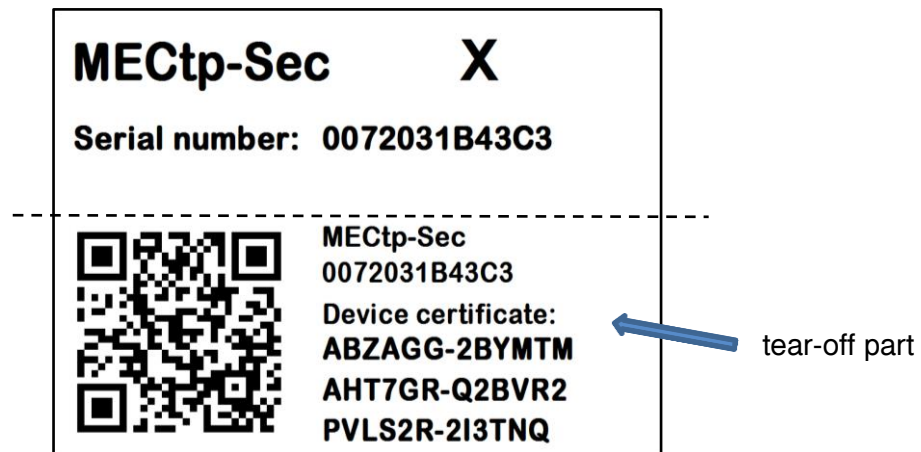 MECtp-Sec X
Serial number: 0072031B43C3
MECtp-Sec
0072031B43C3
Device certificate:
ABZAGG-2BYMTM
AHT7GR-Q2BVR2
PVLS2R-2I3TNQ
tear-off part